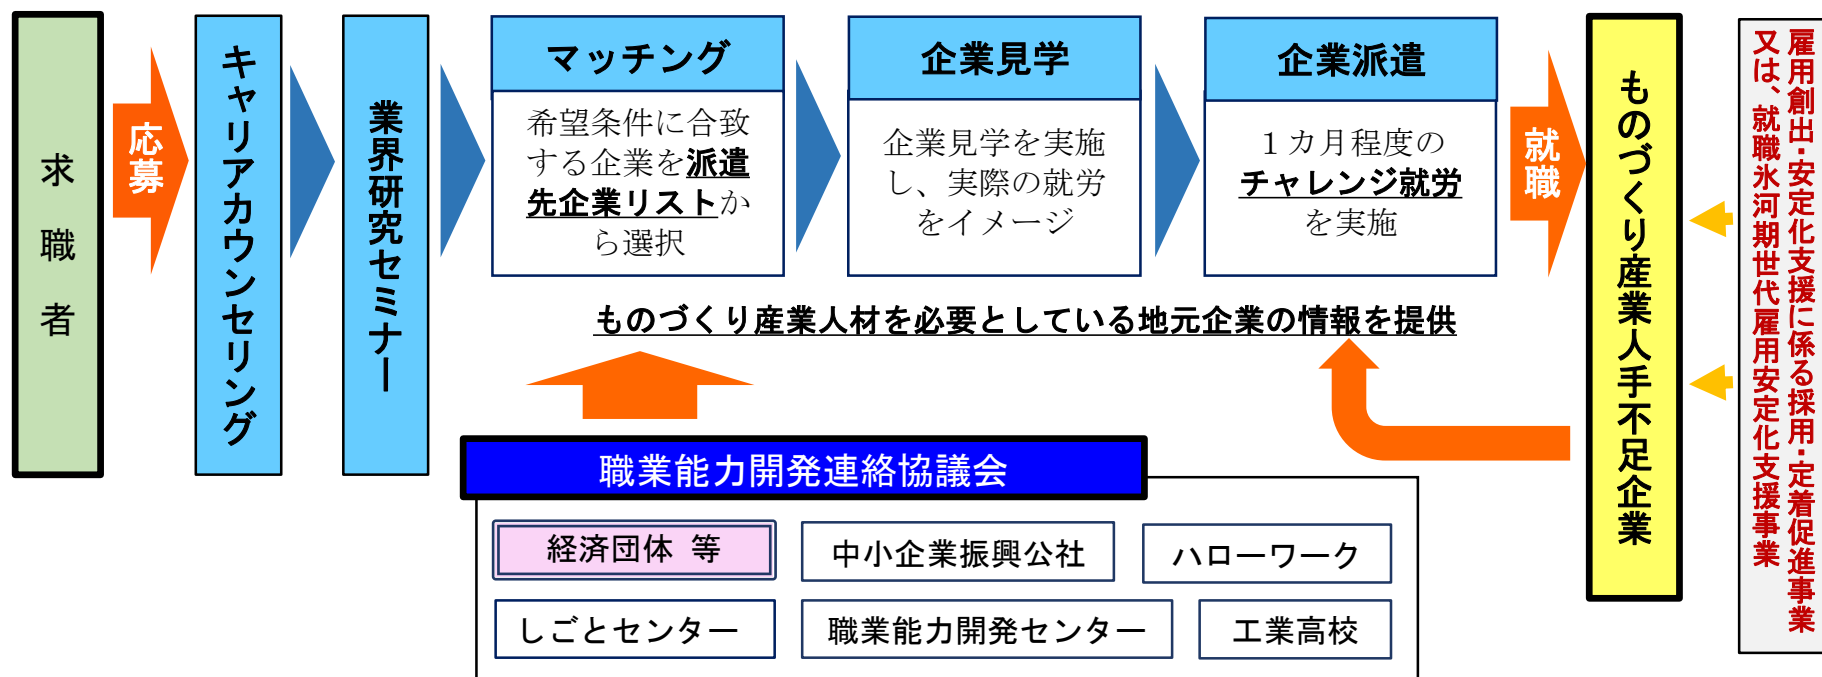 求職者
応募
キャリアカウンセリング
業界研究セミナー
マッチング
希望条件に合致
する企業を派遣
先企業リストか
ら選択
企業見学
企業見学を実施
し、実際の就労
をイメージ
企業派遣
１カ月程度の
チャレンジ就労
を実施
就職
ものづくり産業人手不足企業
雇用創出・安定化支援に係る採用・定着促進事業
又は、就職氷河期世代雇用安定化支援事業
ものづくり産業人材を必要としている地元企業の情報を提供
職業能力開発連絡協議会
経済団体 等
中小企業振興公社
ハローワーク
しごとセンター
職業能力開発センター
工業高校